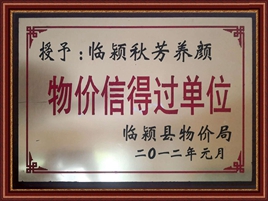 授予：临颍秋芳养颜
物价信得过单位
临颍县物价局
二〇一二年元月